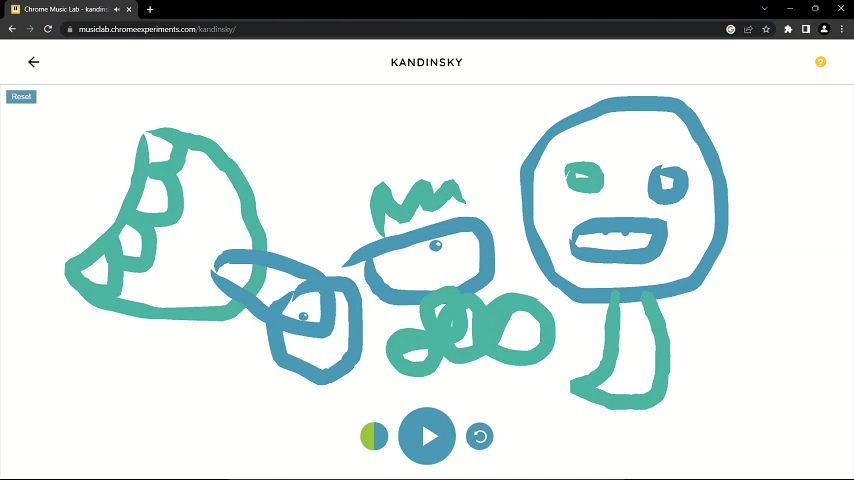 Chrome Music Lab - kandins
musiclab.chromeexperiments.com/kandinsky/
KANDINSKY
?
Reset